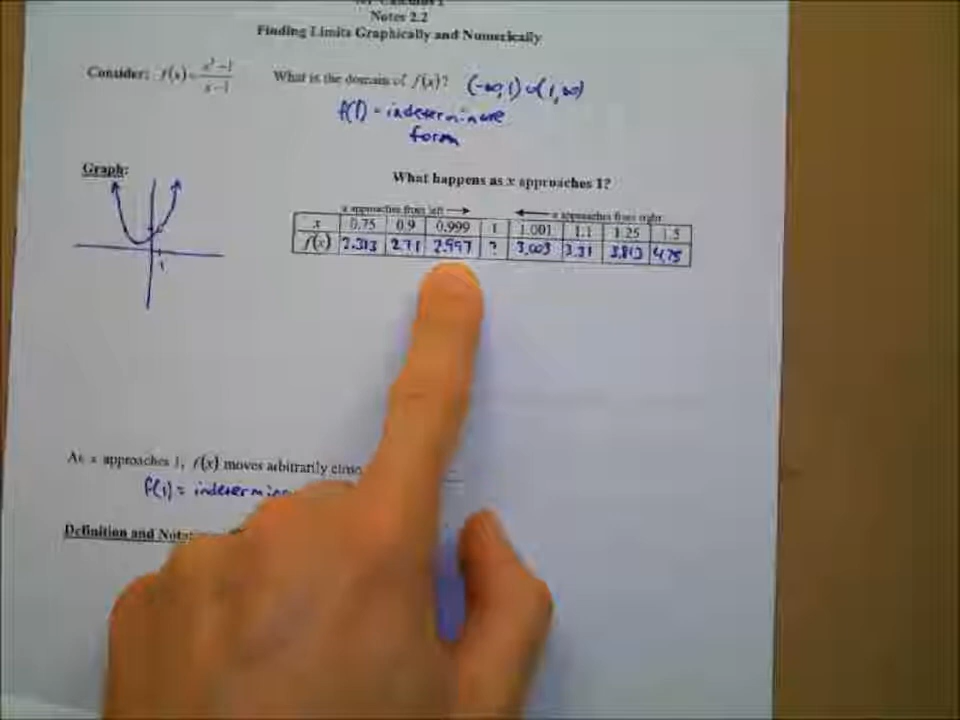 Notes 2.2
Finding Limits Graphically and Numerically
Consider: f(x) = x³-1 / x-1 What is the domain of f(x)? (-∞,1) ∪ (1,∞)
f(1) = indeterminate
form
Graph:
What happens as x approaches 1?
x approaches from left → ← x approaches from right
x 0.75 0.9 0.999 1 1.001 1.1 1.25 1.5
f(x) 2.313 2.71 2.997 ? 3.003 3.31 3.813 4.75
1
As x approaches 1, f(x) moves arbitrarily
f(1) =
Definition and